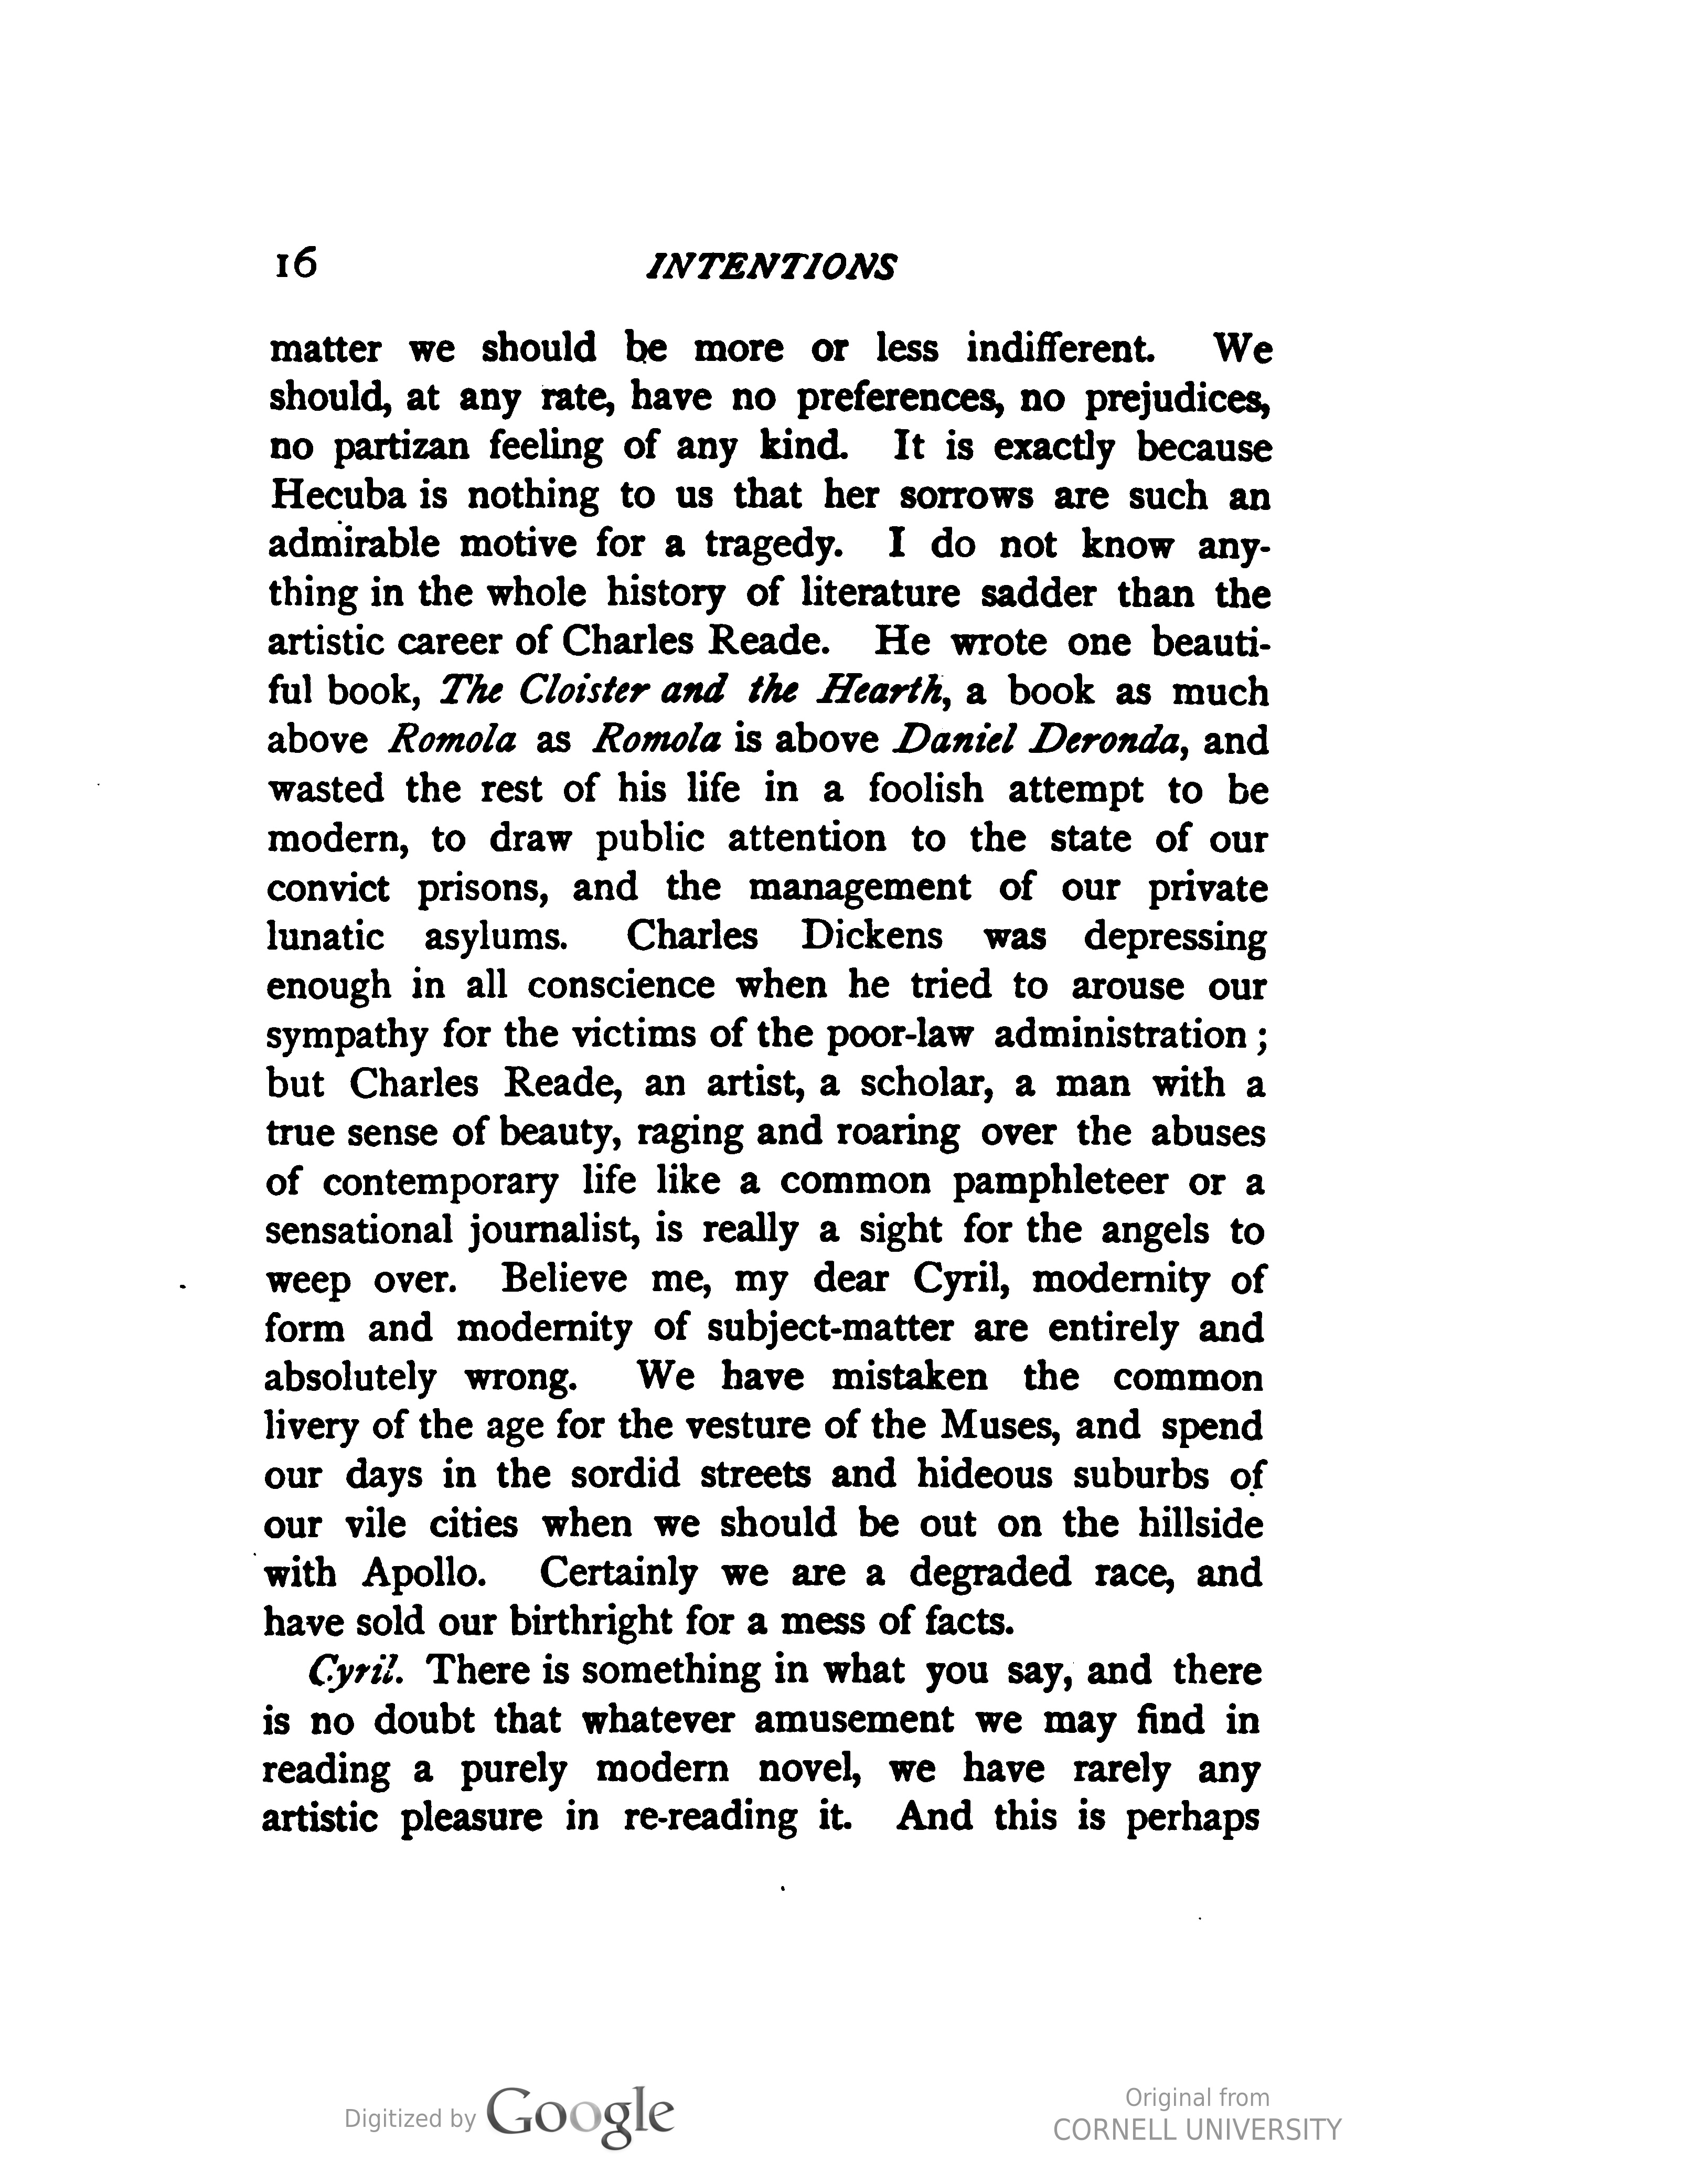 16 INTENTIONS
matter we should be more or less indifferent. We
should, at any rate, have no preferences, no prejudices,
no partizan feeling of any kind. It is exactly because
Hecuba is nothing to us that her sorrows are such an
admirable motive for a tragedy. I do not know any-
thing in the whole history of literature sadder than the
artistic career of Charles Reade. He wrote one beauti-
ful book, The Cloister and the Hearth, a book as much
above Romola as Romola is above Daniel Deronda, and
wasted the rest of his life in a foolish attempt to be
modern, to draw public attention to the state of our
convict prisons, and the management of our private
lunatic asylums. Charles Dickens was depressing
enough in all conscience when he tried to arouse our
sympathy for the victims of the poor-law administration ;
but Charles Reade, an artist, a scholar, a man with a
true sense of beauty, raging and roaring over the abuses
of contemporary life like a common pamphleteer or a
sensational journalist, is really a sight for the angels to
weep over. Believe me, my dear Cyril, modernity of
form and modernity of subject-matter are entirely and
absolutely wrong. We have mistaken the common
livery of the age for the vesture of the Muses, and spend
our days in the sordid streets and hideous suburbs of
our vile cities when we should be out on the hillside
with Apollo. Certainly we are a degraded race, and
have sold our birthright for a mess of facts.
Cyril. There is something in what you say, and there
is no doubt that whatever amusement we may find in
reading a purely modern novel, we have rarely any
artistic pleasure in re-reading it. And this is perhaps
Digitized by Google
Original from
CORNELL UNIVERSITY